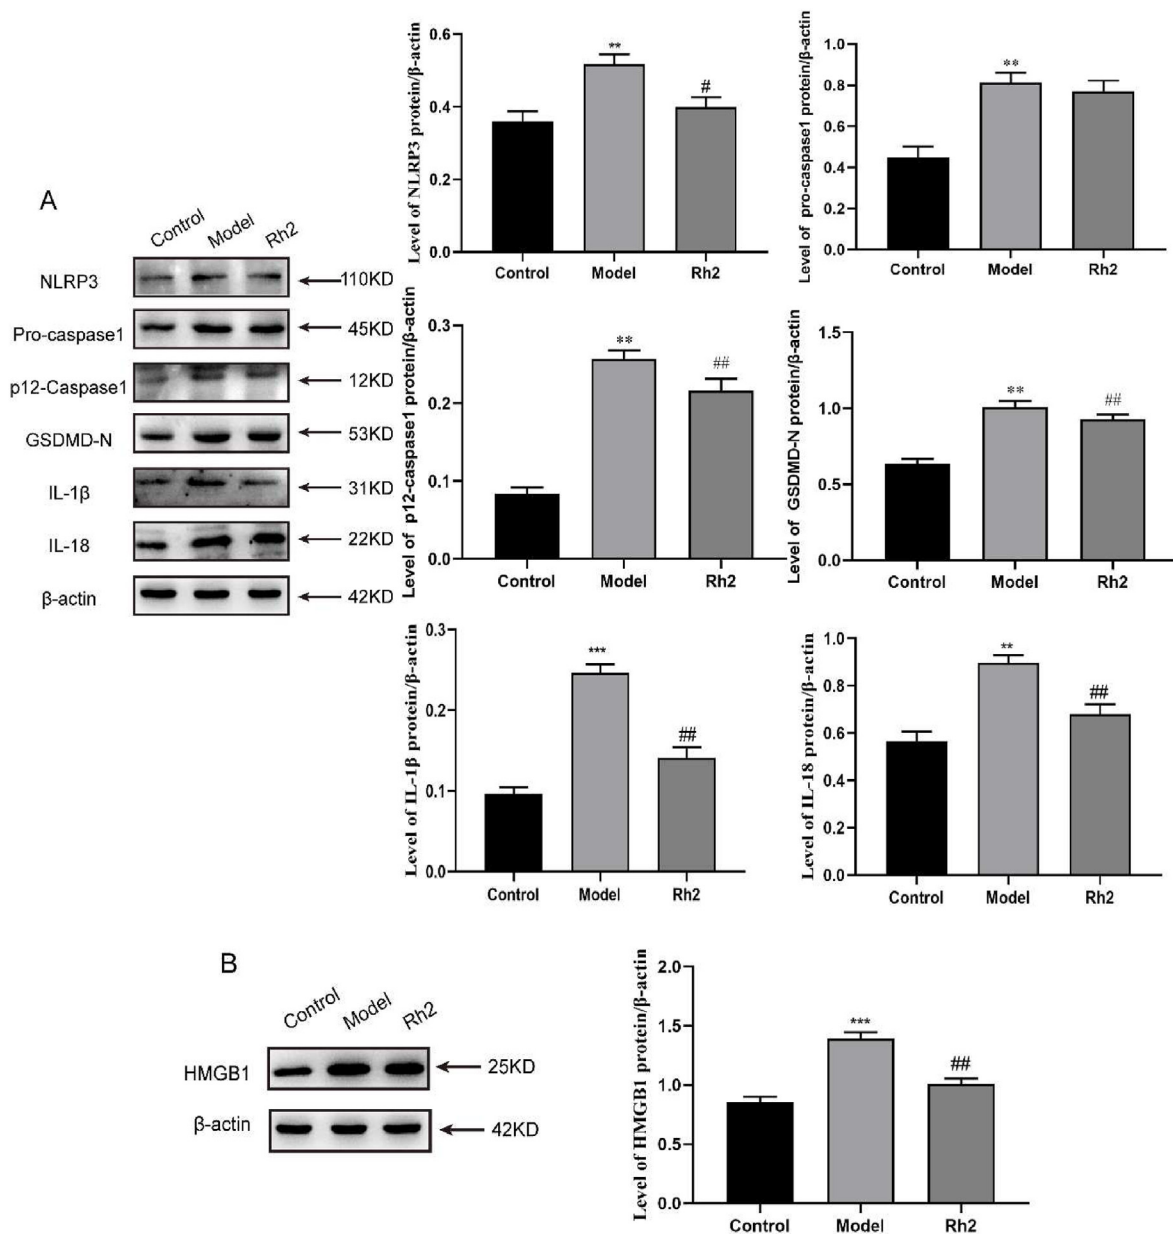 A
Control Model Rh2
NLRP3 110KD
Pro-caspase1 45KD
p12-Caspase1 12KD
GSDMD-N 53KD
IL-1β 31KD
IL-18 22KD
β-actin 42KD
Level of NLRP3 protein/β-actin
0.6
**
0.4
#
0.2
0.0
Control Model Rh2
Level of pro-caspase1 protein/β-actin
1.0
**
0.8
0.6
0.4
0.2
0.0
Control Model Rh2
Level of p12-caspase1 protein/β-actin
0.3
**
##
0.2
0.1
0.0
Control Model Rh2
Level of GSDMD-N protein/β-actin
1.5
**
##
1.0
0.5
0.0
Control Model Rh2
Level of IL-1β protein/β-actin
0.3
***
0.2
##
0.1
0.0
Control Model Rh2
Level of IL-18 protein/β-actin
1.0
**
0.8
##
0.6
0.4
0.2
0.0
Control Model Rh2
B
Control Model Rh2
HMGB1 25KD
β-actin 42KD
Level of HMGB1 protein/β-actin
2.0
***
1.5
##
1.0
0.5
0.0
Control Model Rh2